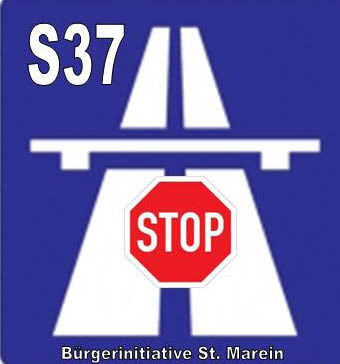 S37
STOP
Bürgerinitiative St. Marein